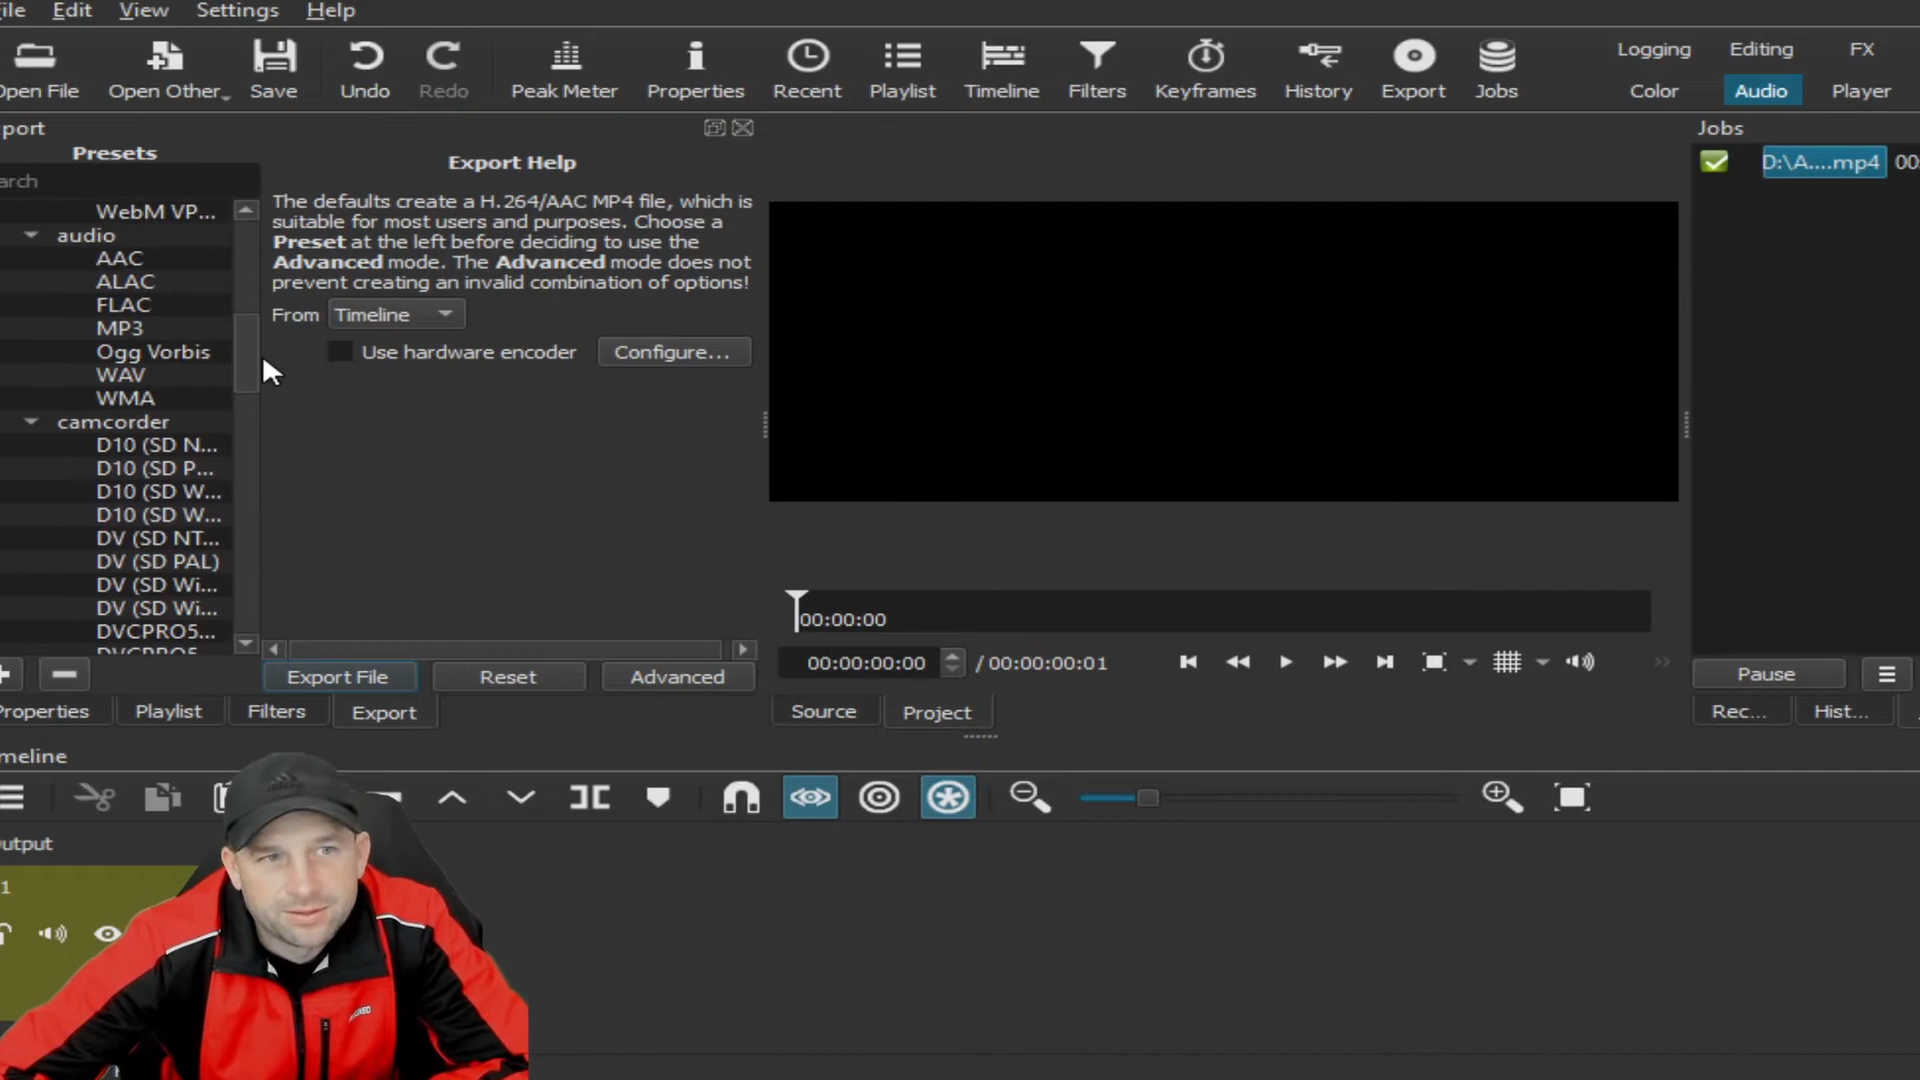 ile Edit View Settings Help
Open File Open Other Save Undo Redo Peak Meter Properties Recent Playlist Timeline Filters Keyframes History Export Jobs
Logging Editing FX
Color Audio Player
port
Presets
arch
WebM VP...
audio
AAC
ALAC
FLAC
MP3
Ogg Vorbis
WAV
WMA
camcorder
D10 (SD N...
D10 (SD P...
D10 (SD W...
D10 (SD W...
DV (SD NT...
DV (SD PAL)
DV (SD Wi...
DV (SD Wi...
DVCPRO5...
DVCPRO5
Export Help
The defaults create a H.264/AAC MP4 file, which is
suitable for most users and purposes. Choose a
Preset at the left before deciding to use the
Advanced mode. The Advanced mode does not
prevent creating an invalid combination of options!
From Timeline
Use hardware encoder Configure...
Export File Reset Advanced
Properties Playlist Filters Export
00:00:00
00:00:00:00 / 00:00:00:01
Source Project
Jobs
D:\A....mp4 00:
Pause
Rec... Hist...
meline
utput
1